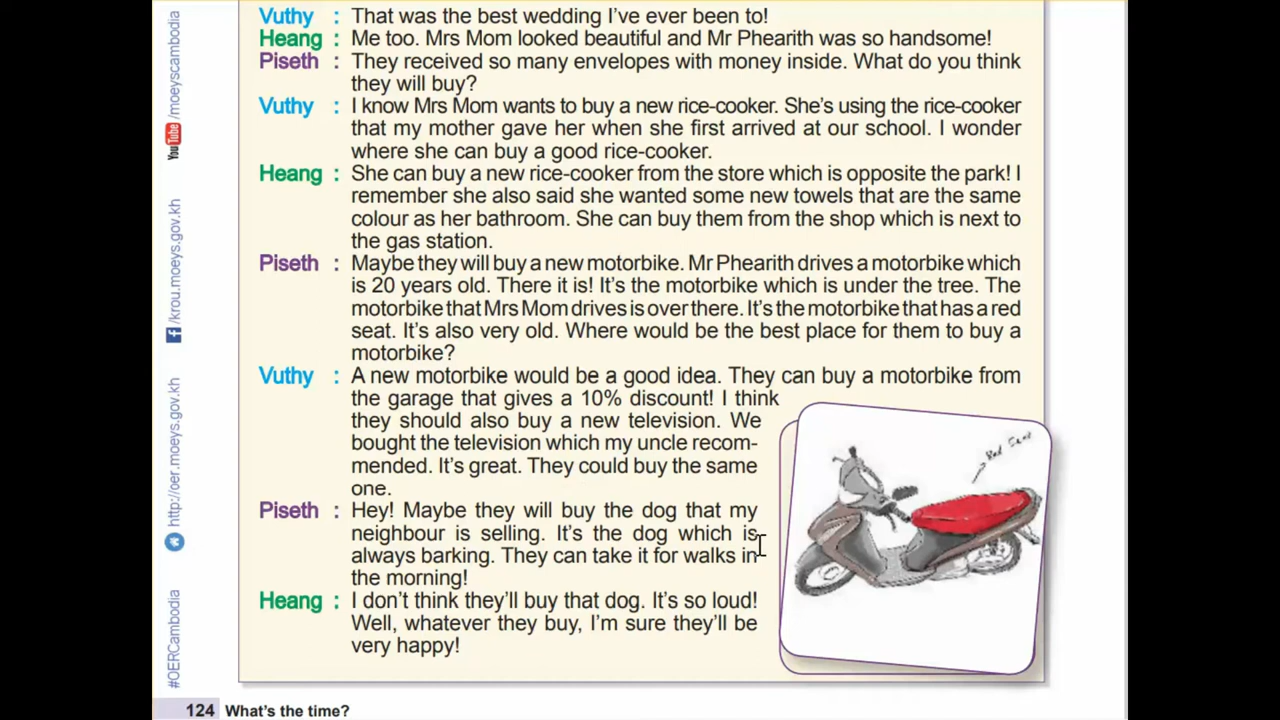 Vuthy : That was the best wedding I've ever been to!
Heang : Me too. Mrs Mom looked beautiful and Mr Phearith was so handsome!
Piseth : They received so many envelopes with money inside. What do you think
they will buy?
Vuthy : I know Mrs Mom wants to buy a new rice-cooker. She's using the rice-cooker
that my mother gave her when she first arrived at our school. I wonder
where she can buy a good rice-cooker.
Heang : She can buy a new rice-cooker from the store which is opposite the park! I
remember she also said she wanted some new towels that are the same
colour as her bathroom. She can buy them from the shop which is next to
the gas station.
Piseth : Maybe they will buy a new motorbike. Mr Phearith drives a motorbike which
is 20 years old. There it is! It's the motorbike which is under the tree. The
motorbike that Mrs Mom drives is over there. It's the motorbike that has a red
seat. It's also very old. Where would be the best place for them to buy a
motorbike?
Vuthy : A new motorbike would be a good idea. They can buy a motorbike from
the garage that gives a 10% discount! I think
they should also buy a new television. We
bought the television which my uncle recom-
mended. It's great. They could buy the same
one.
Piseth : Hey! Maybe they will buy the dog that my
neighbour is selling. It's the dog which is
always barking. They can take it for walks in
the morning!
Heang : I don't think they'll buy that dog. It's so loud!
Well, whatever they buy, I'm sure they'll be
very happy!
Red Seat
124 What's the time?
#OERCambodia
http://oer.moeys.gov.kh
f /krou.moeys.gov.kh
YouTube /moeyscambodia